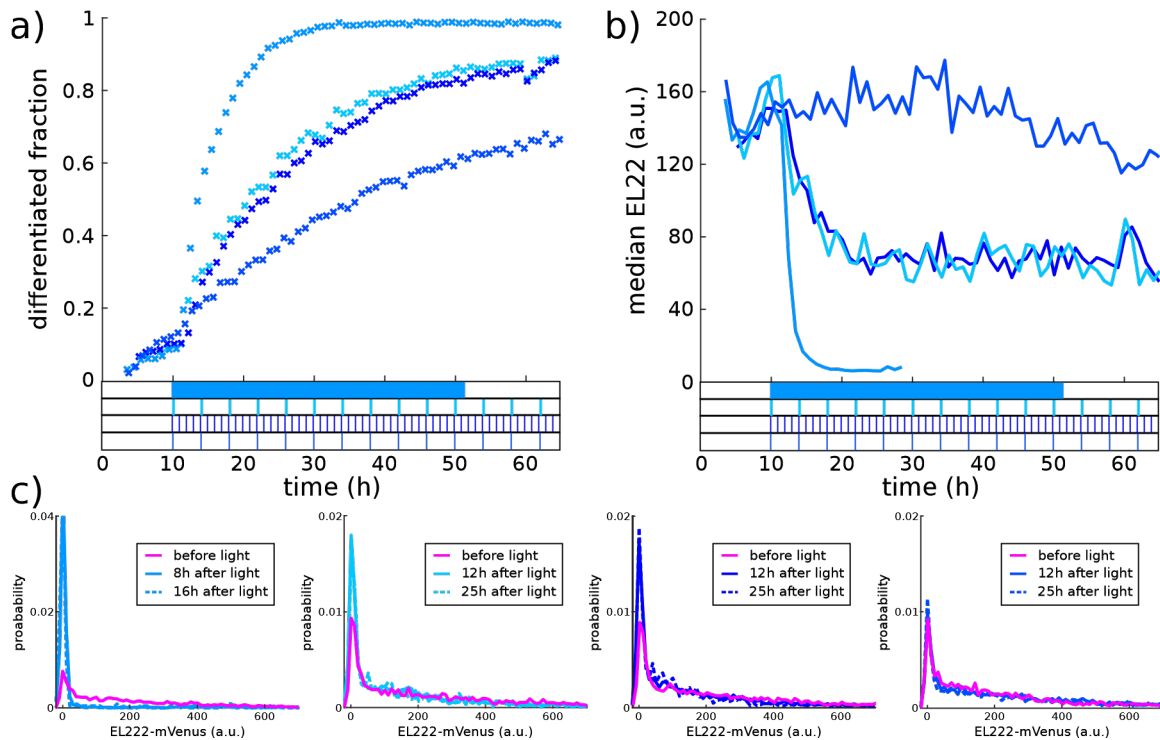 a)
differentiated fraction
1
0.8
0.6
0.4
0.2
0
0 10 20 30 40 50 60
time (h)
b)
median EL22 (a.u.)
200
160
120
80
40
0
0 10 20 30 40 50 60
time (h)
c)
proabability
0.04
0.02
0
before light
8h after light
16h after light
0 200 400 600
EL222-mVenus (a.u.)
proabability
0.02
0.01
0
before light
12h after light
25h after light
0 200 400 600
EL222-mVenus (a.u.)
proabability
0.02
0.01
0
before light
12h after light
25h after light
0 200 400 600
EL222-mVenus (a.u.)
proabability
0.02
0.01
0
before light
12h after light
25h after light
0 200 400 600
EL222-mVenus (a.u.)